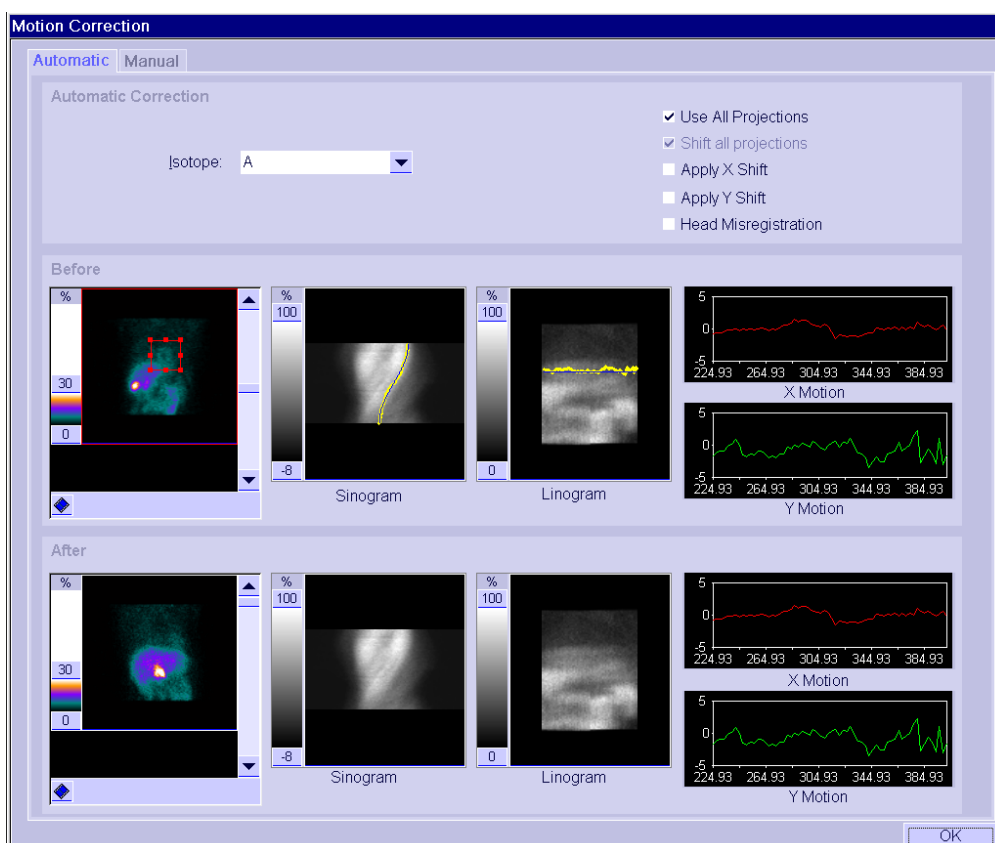 Motion Correction
Automatic Manual
Automatic Correction
Use All Projections
Shift all projections
Isotope: A
Apply X Shift
Apply Y Shift
Head Misregistration
Before
%
30
0
%
100
-8
Sinogram
%
100
0
Linogram
5
0
-5
224.93 264.93 304.93 344.93 384.93
X Motion
5
0
-5
224.93 264.93 304.93 344.93 384.93
Y Motion
After
%
30
0
%
100
-8
Sinogram
%
100
0
Linogram
5
0
-5
224.93 264.93 304.93 344.93 384.93
X Motion
5
0
-5
224.93 264.93 304.93 344.93 384.93
Y Motion
OK